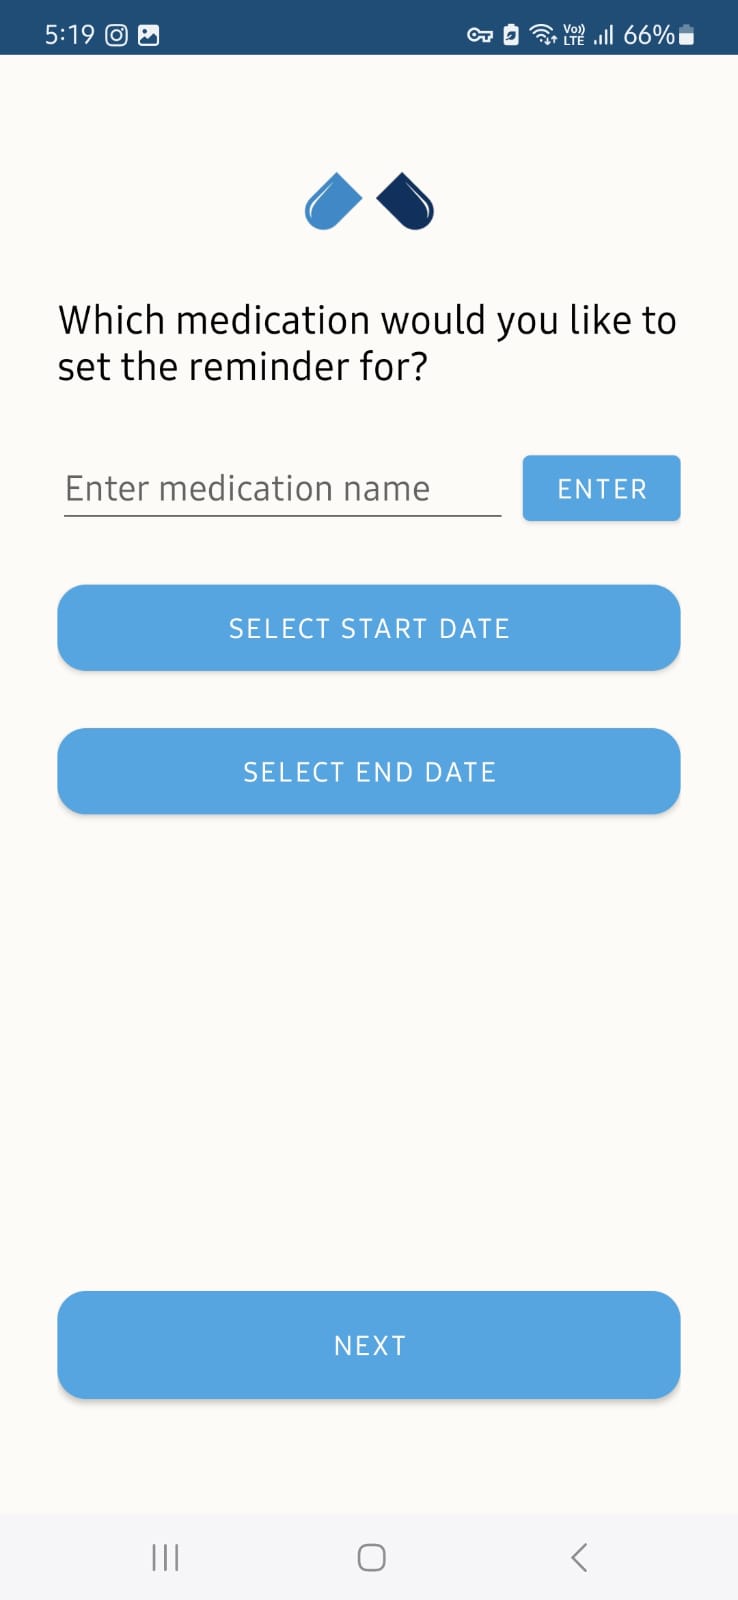 5:19 Vo)) LTE 66%
Which medication would you like to
set the reminder for?
Enter medication name ENTER
SELECT START DATE
SELECT END DATE
NEXT